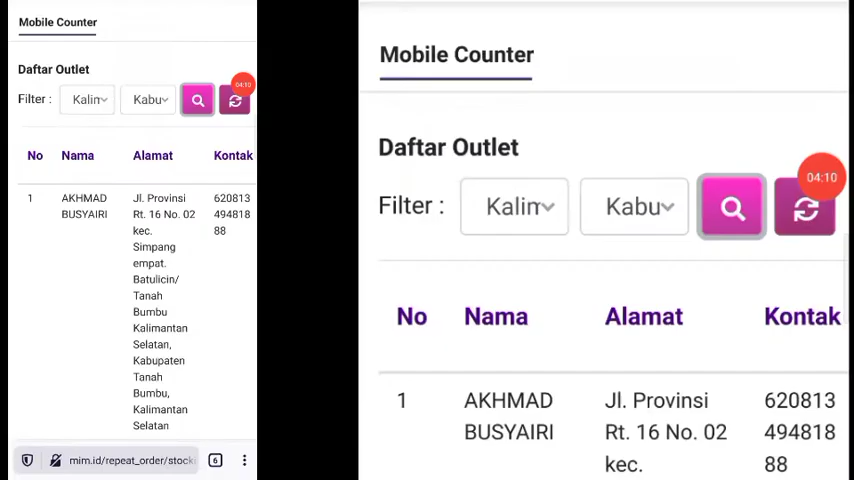 Mobile Counter
Daftar Outlet
04:10
Filter : Kalin Kabu
No Nama Alamat Kontak
1 AKHMAD Jl. Provinsi 620813
BUSYAIRI Rt. 16 No. 02 494818
kec. 88
Simpang
empat.
Batulicin/
Tanah
Bumbu
Kalimantan
Selatan,
Kabupaten
Tanah
Bumbu,
Kalimantan
Selatan
mim.id/repeat_order/stocki 6
Mobile Counter
Daftar Outlet
04:10
Filter : Kalin Kabu
No Nama Alamat Kontak
1 AKHMAD Jl. Provinsi 620813
BUSYAIRI Rt. 16 No. 02 494818
kec. 88